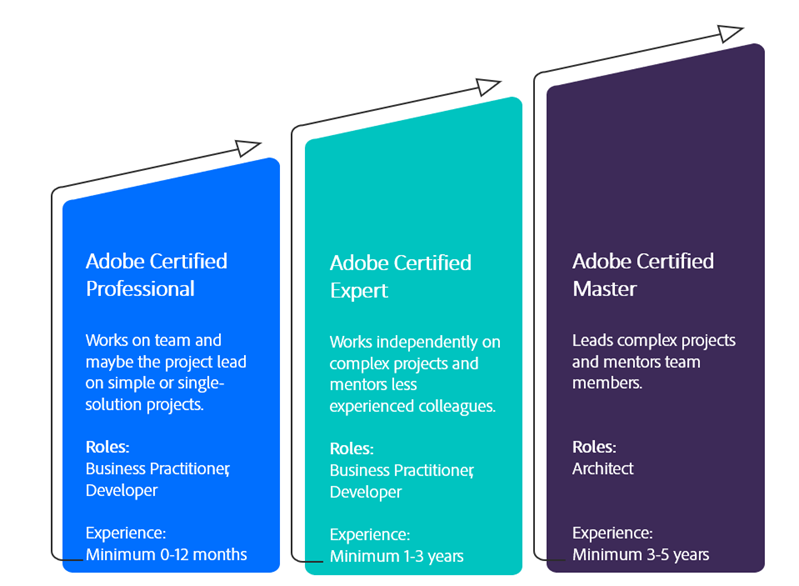 Adobe Certified
Professional
Works on team and
maybe the project lead
on simple or single-
solution projects.
Roles:
Business Practitioner,
Developer
Experience:
Minimum 0-12 months
Adobe Certified
Expert
Works independently on
complex projects and
mentors less
experienced colleagues.
Roles:
Business Practitioner,
Developer
Experience:
Minimum 1-3 years
Adobe Certified
Master
Leads complex projects
and mentors team
members.
Roles:
Architect
Experience:
Minimum 3-5 years